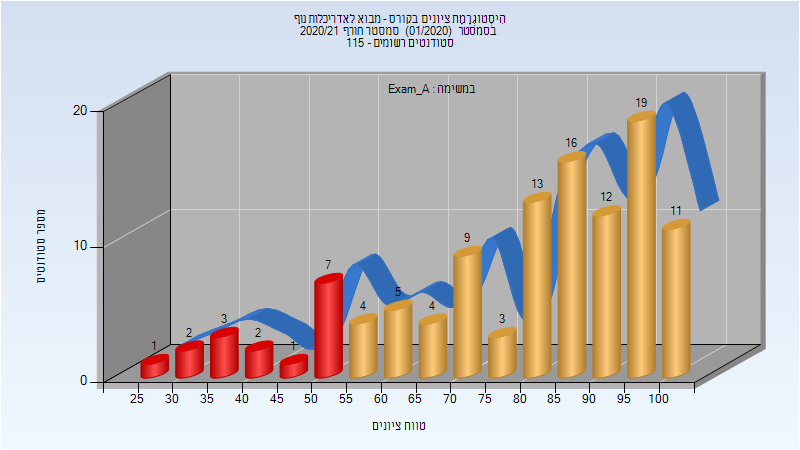 הִיסְטוֹגְרָמַת ציונים בקורס - מבוא לאדריכלות נוף
בסמסטר (01/2020) סמסטר חורף 2020/21
סטודנטים רשומים - 115
במשימה : Exam_A
מספר סטודנטים
20
10
0
1
2
3
2
1
7
4
5
4
9
3
13
16
12
19
11
25 30 35 40 45 50 55 60 65 70 75 80 85 90 95 100
טווח ציונים